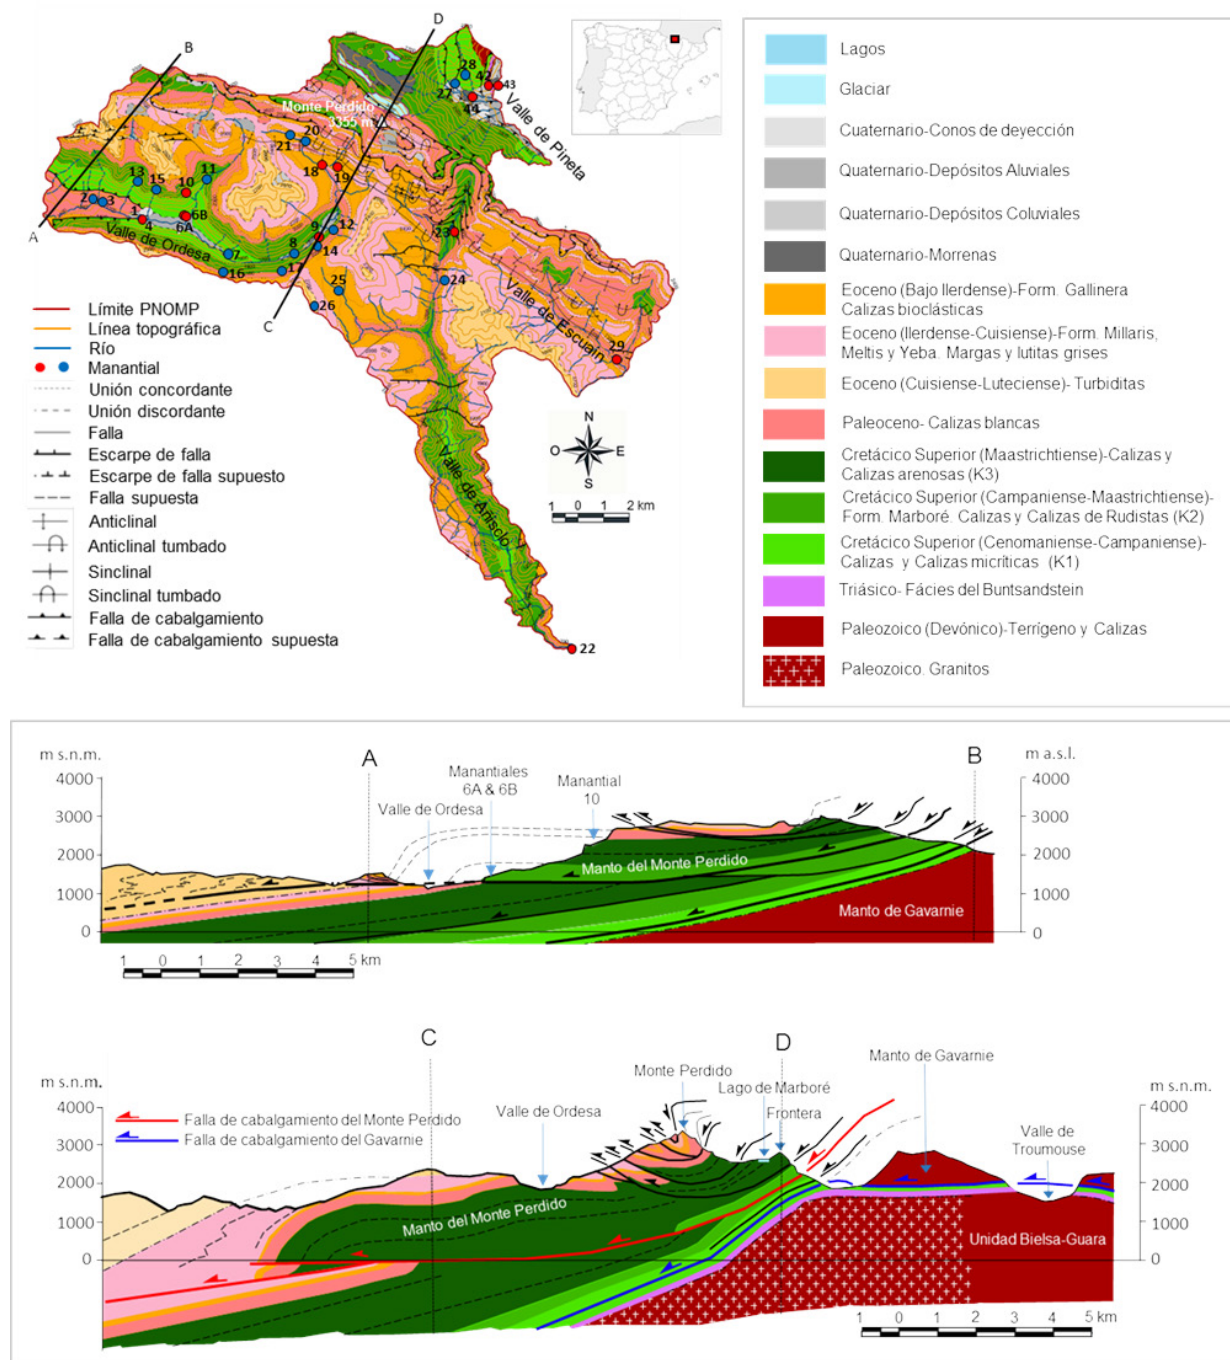 B
D
A
C
Monte Perdido
3355 m
Valle de Pineta
Valle de Ordesa
Valle de Escuain
Valle de Anisclo
28
42
43
27
44
20
21
18
19
13
15
11
10
2
3
1
4
6A
6B
7
16
8
17
9
12
14
23
24
25
26
29
22
N
O
E
S
1 0 1 2 km
Límite PNOMP
Línea topográfica
Río
Manantial
Unión concordante
Unión discordante
Falla
Escarpe de falla
Escarpe de falla supuesto
Falla supuesta
Anticlinal
Anticlinal tumbado
Sinclinal
Sinclinal tumbado
Falla de cabalgamiento
Falla de cabalgamiento supuesta
Lagos
Glaciar
Cuaternario-Conos de deyección
Quaternario-Depósitos Aluviales
Quaternario-Depósitos Coluviales
Quaternario-Morrenas
Eoceno (Bajo Ilerdense)-Form. Gallinera
Calizas bioclásticas
Eoceno (Ilerdense-Cuisiense)-Form. Millaris,
Meltis y Yeba. Margas y lutitas grises
Eoceno (Cuisiense-Luteciense)- Turbiditas
Paleoceno- Calizas blancas
Cretácico Superior (Maastrichtiense)-Calizas y
Calizas arenosas (K3)
Cretácico Superior (Campaniense-Maastrichtiense)-
Form. Marboré. Calizas y Calizas de Rudistas (K2)
Cretácico Superior (Cenomaniense-Campaniense)-
Calizas y Calizas micríticas (K1)
Triásico- Fácies del Buntsandstein
Paleozoico (Devónico)-Terrígeno y Calizas
Paleozoico. Granitos
m s.n.m.
A
B
m a.s.l.
4000
3000
2000
1000
0
Manantiales
6A & 6B
Manantial
10
Valle de Ordesa
Manto del Monte Perdido
Manto de Gavarnie
4000
3000
2000
1000
0
1 0 1 2 3 4 5 km
C
D
m s.n.m.
m s.n.m.
4000
3000
2000
1000
0
Falla de cabalgamiento del Monte Perdido
Falla de cabalgamiento del Gavarnie
Valle de Ordesa
Monte Perdido
Lago de Marboré
Frontera
Manto de Gavarnie
Valle de
Troumouse
Manto del Monte Perdido
Unidad Bielsa-Guara
4000
3000
2000
1000
0
1 0 1 2 3 4 5 km